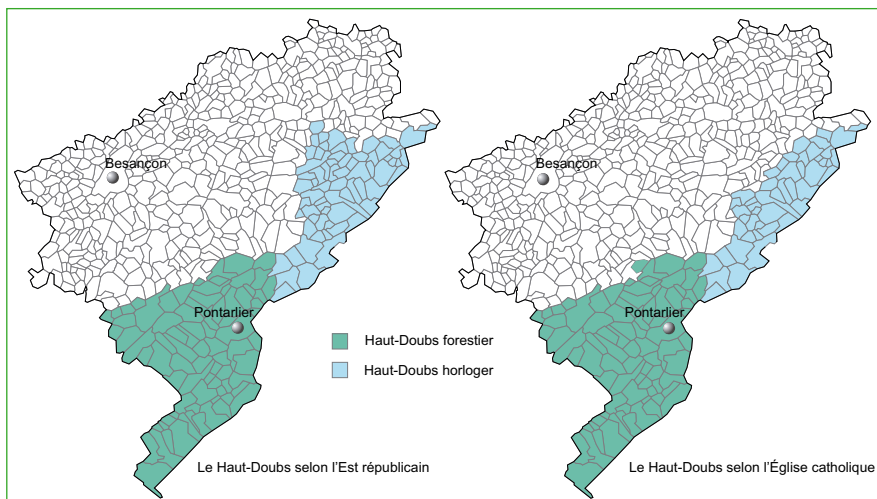 Besançon
Besançon
Pontarlier
Pontarlier
Haut-Doubs forestier
Haut-Doubs horloger
Le Haut-Doubs selon l'Est républicain
Le Haut-Doubs selon l'Église catholique